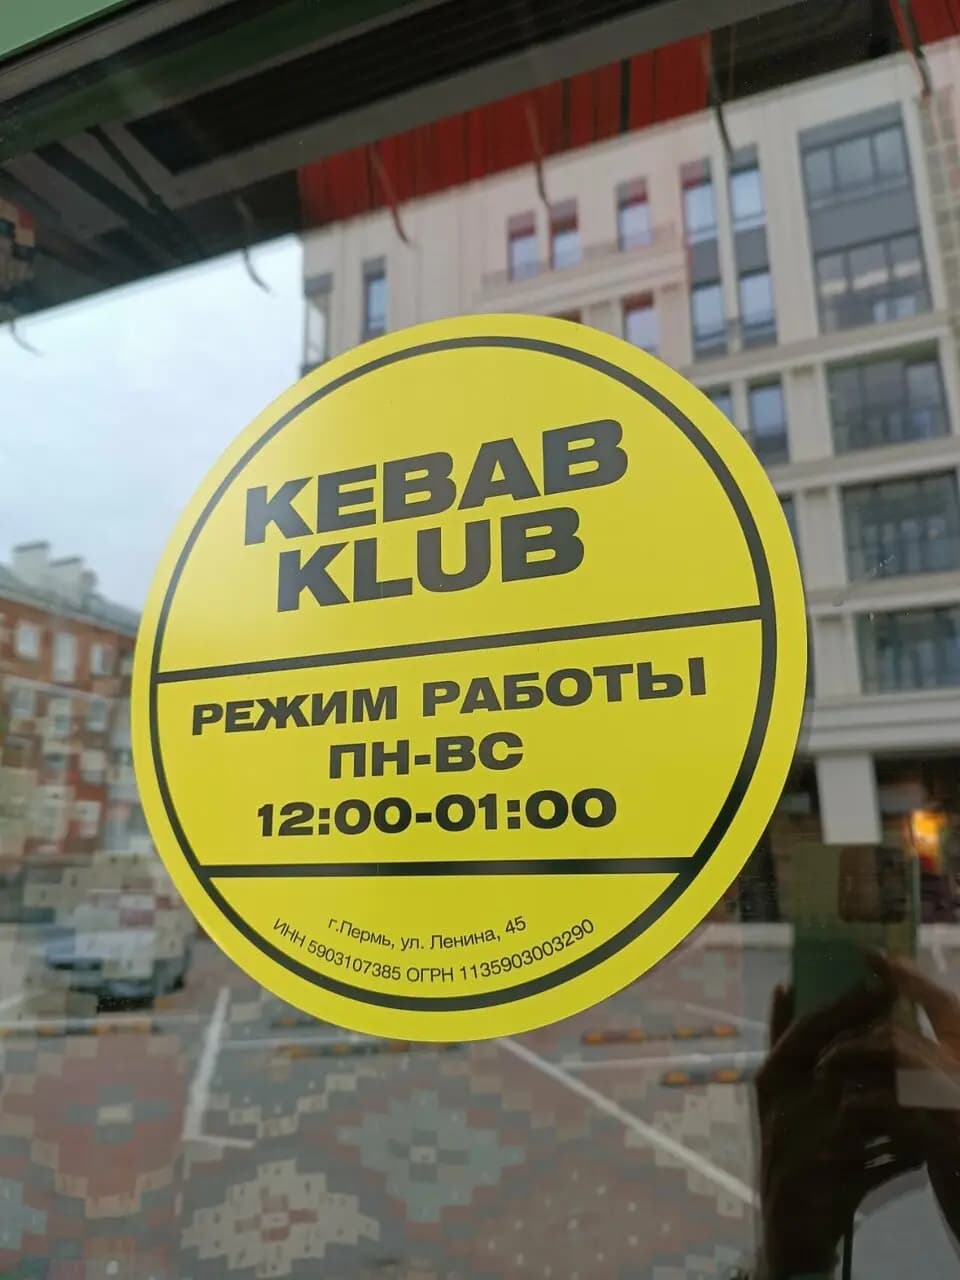 KEBAB
KLUB
РЕЖИМ РАБОТЫ
ПН-ВС
12:00-01:00
г.Пермь, ул. Ленина, 45
ИНН 5903107385 ОГРН 1135903003290